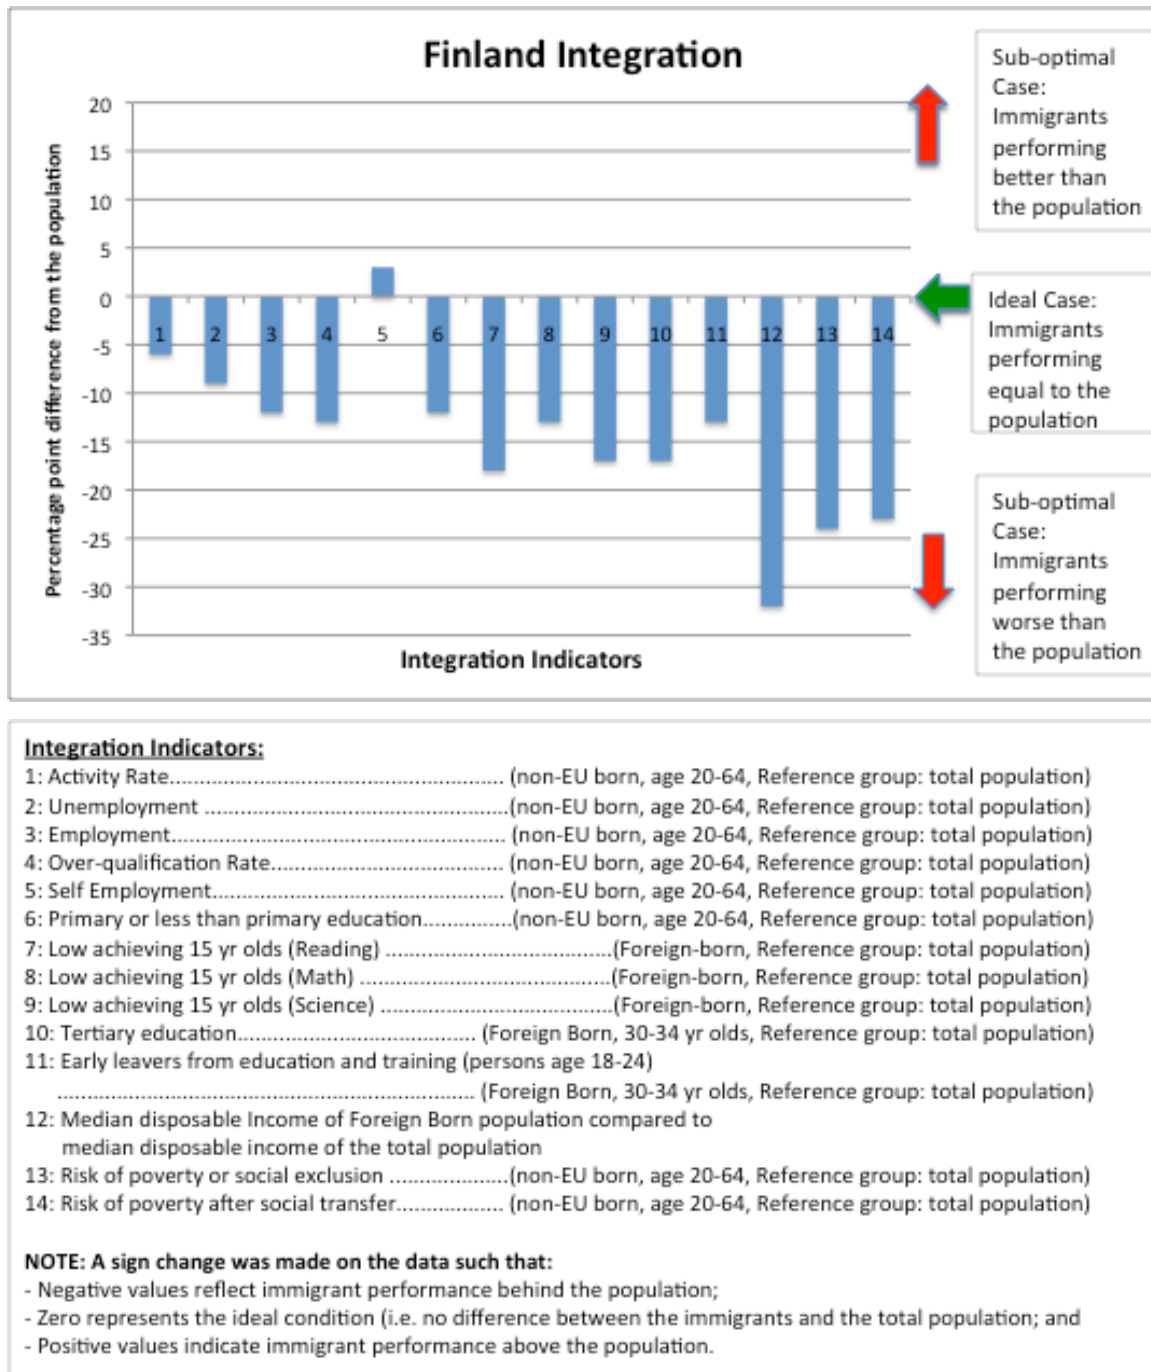 Finland Integration
Percentage point difference from the population
20
15
10
5
0
-5
-10
-15
-20
-25
-30
-35
1 2 3 4 5 6 7 8 9 10 11 12 13 14
Integration Indicators
Sub-optimal
Case:
Immigrants
performing
better than
the population
Ideal Case:
Immigrants
performing
equal to the
population
Sub-optimal
Case:
Immigrants
performing
worse than
the population
Integration Indicators:
1: Activity Rate........................................................ (non-EU born, age 20-64, Reference group: total population)
2: Unemployment ...................................................(non-EU born, age 20-64, Reference group: total population)
3: Employment........................................................ (non-EU born, age 20-64, Reference group: total population)
4: Over-qualification Rate....................................... (non-EU born, age 20-64, Reference group: total population)
5: Self Employment................................................. (non-EU born, age 20-64, Reference group: total population)
6: Primary or less than primary education...............(non-EU born, age 20-64, Reference group: total population)
7: Low achieving 15 yr olds (Reading) ......................................(Foreign-born, Reference group: total population)
8: Low achieving 15 yr olds (Math) ..........................................(Foreign-born, Reference group: total population)
9: Low achieving 15 yr olds (Science) .......................................(Foreign-born, Reference group: total population)
10: Tertiary education........................................ (Foreign Born, 30-34 yr olds, Reference group: total population)
11: Early leavers from education and training (persons age 18-24)
...................................................................... (Foreign Born, 30-34 yr olds, Reference group: total population)
12: Median disposable Income of Foreign Born population compared to
median disposable income of the total population
13: Risk of poverty or social exclusion ....................(non-EU born, age 20-64, Reference group: total population)
14: Risk of poverty after social transfer.................. (non-EU born, age 20-64, Reference group: total population)
NOTE: A sign change was made on the data such that:
- Negative values reflect immigrant performance behind the population;
- Zero represents the ideal condition (i.e. no difference between the immigrants and the total population; and
- Positive values indicate immigrant performance above the population.